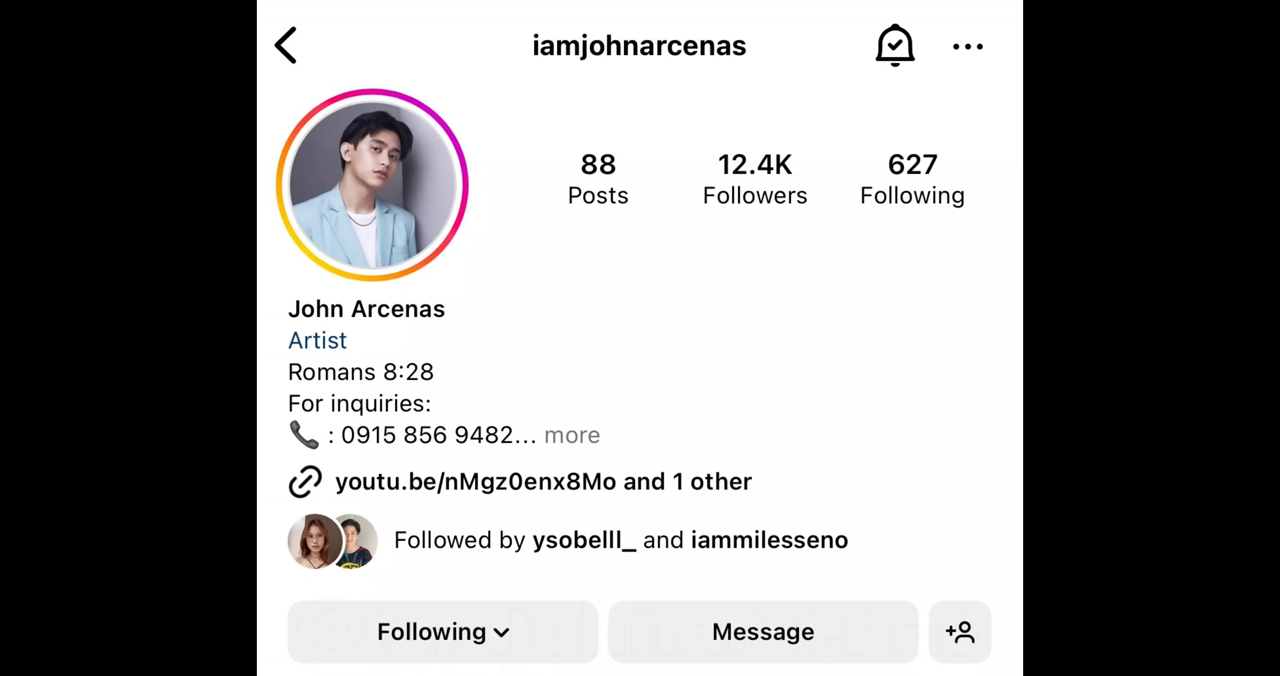 iamjohnarcenas
88 12.4K 627
Posts Followers Following
John Arcenas
Artist
Romans 8:28
For inquiries:
📞 : 0915 856 9482... more
youtu.be/nMgz0enx8Mo and 1 other
Followed by ysobelll_ and iammilesseno
Following Message